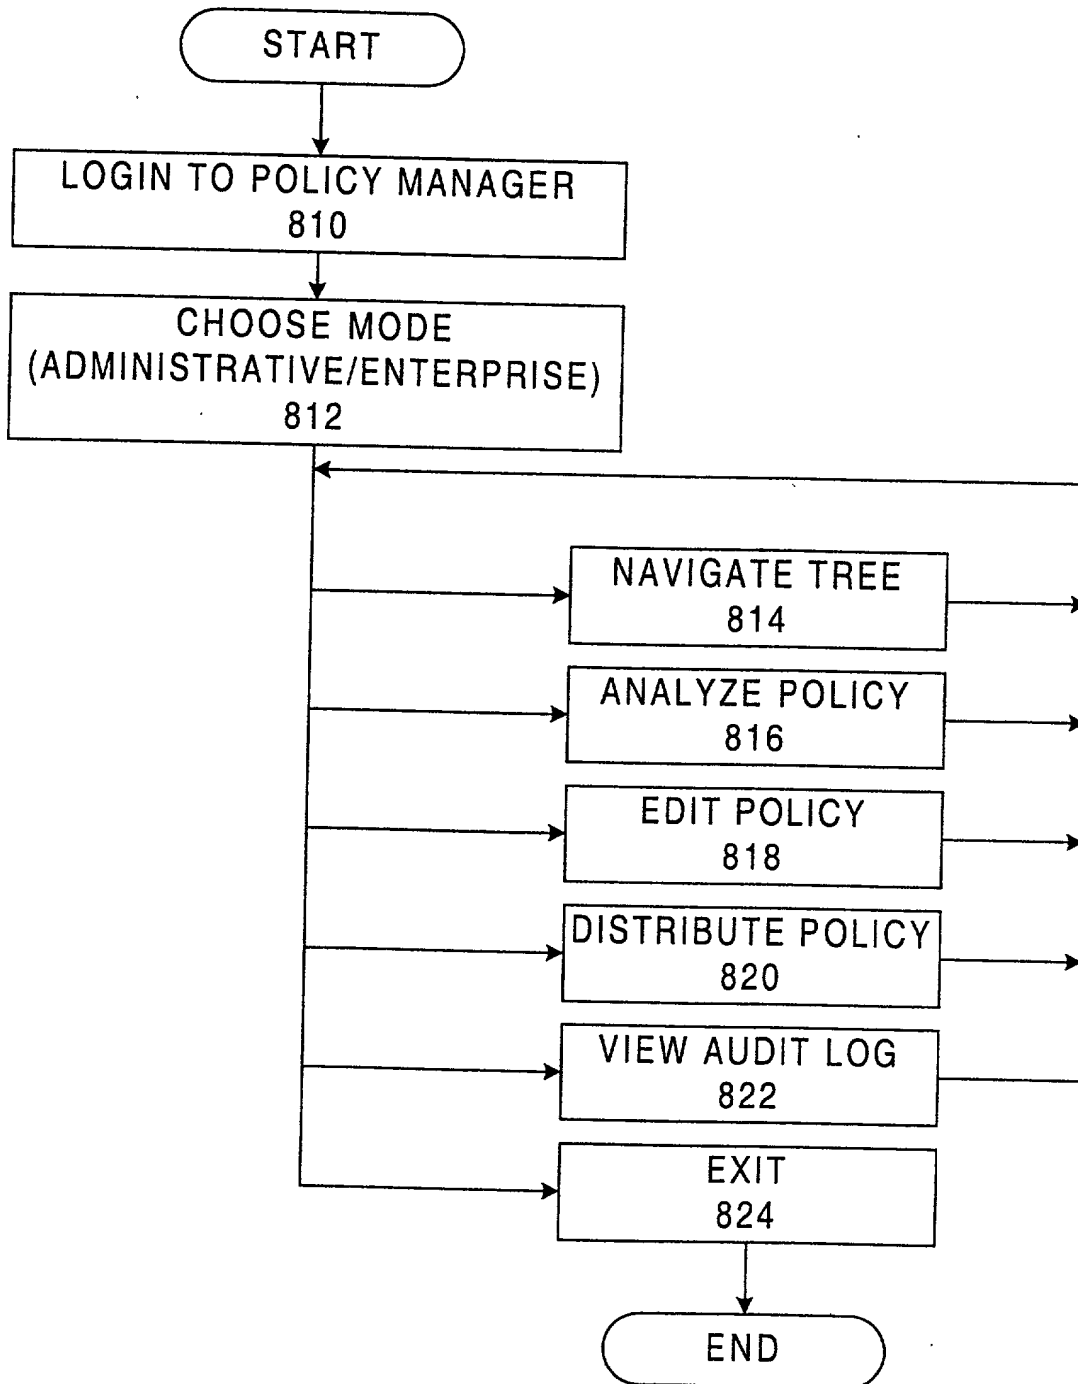 START
LOGIN TO POLICY MANAGER
810
CHOOSE MODE
(ADMINISTRATIVE/ENTERPRISE)
812
NAVIGATE TREE
814
ANALYZE POLICY
816
EDIT POLICY
818
DISTRIBUTE POLICY
820
VIEW AUDIT LOG
822
EXIT
824
END